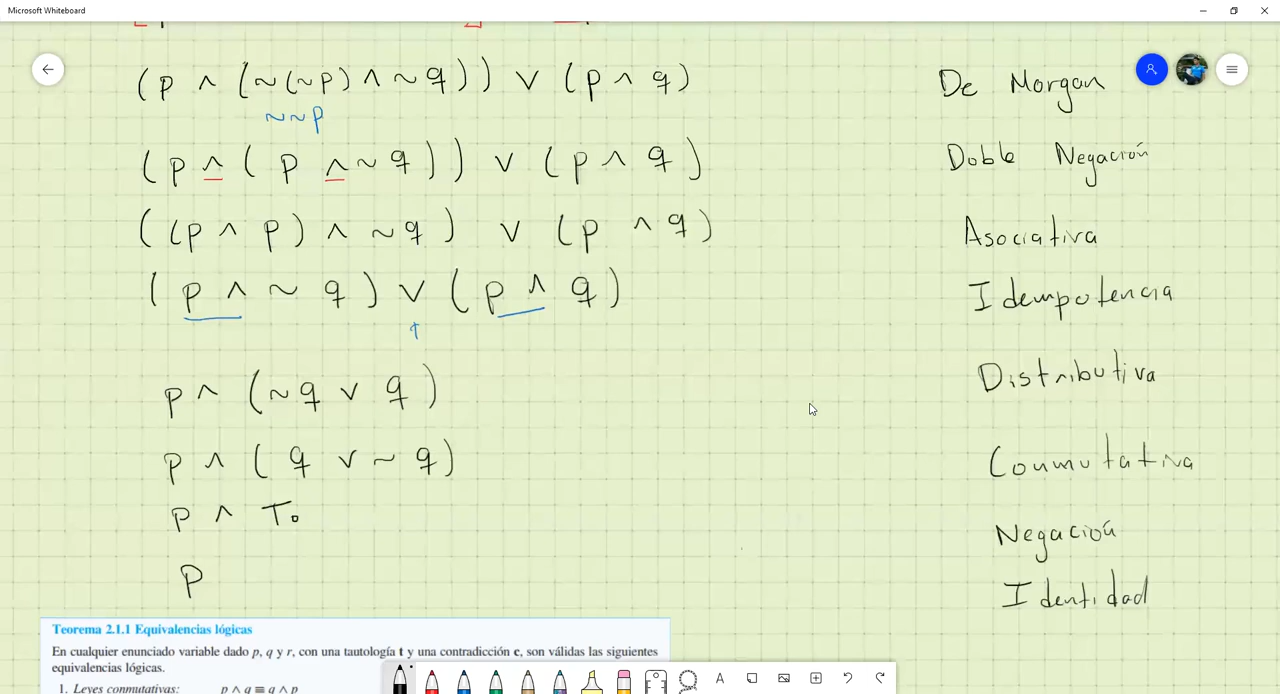 Microsoft Whiteboard
(p ∧ (~(~p) ∧ ~q)) ∨ (p ∧ q) De Morgan
~~p
(p ∧ (p ∧ ~q)) ∨ (p ∧ q) Doble Negación
((p ∧ p) ∧ ~q) ∨ (p ∧ q) Asociativa
(p ∧ ~q) ∨ (p ∧ q) Idempotencia
p ∧ (~q ∨ q) Distributiva
p ∧ (q ∨ ~q) Conmutativa
p ∧ To Negación
p Identidad
Teorema 2.1.1 Equivalencias lógicas
En cualquier enunciado variable dado p, q y r, con una tautología t y una contradicción c, son válidas las siguientes
equivalencias lógicas.
1. Leyes conmutativas: p ∧ q ≡ q ∧ p